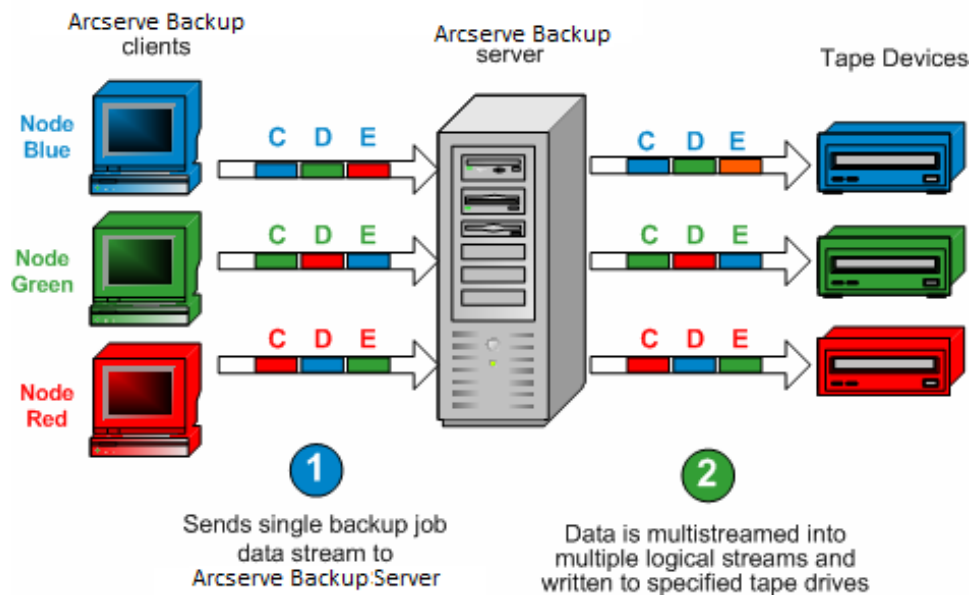 Arcserve Backup
clients
Arcserve Backup
server
Tape Devices
Node
Blue
C D E
C D E
Node
Green
C D E
C D E
Node
Red
C D E
C D E
1
2
Sends single backup job
data stream to
Arcserve Backup Server
Data is multistreamed into
multiple logical streams and
written to specified tape drives